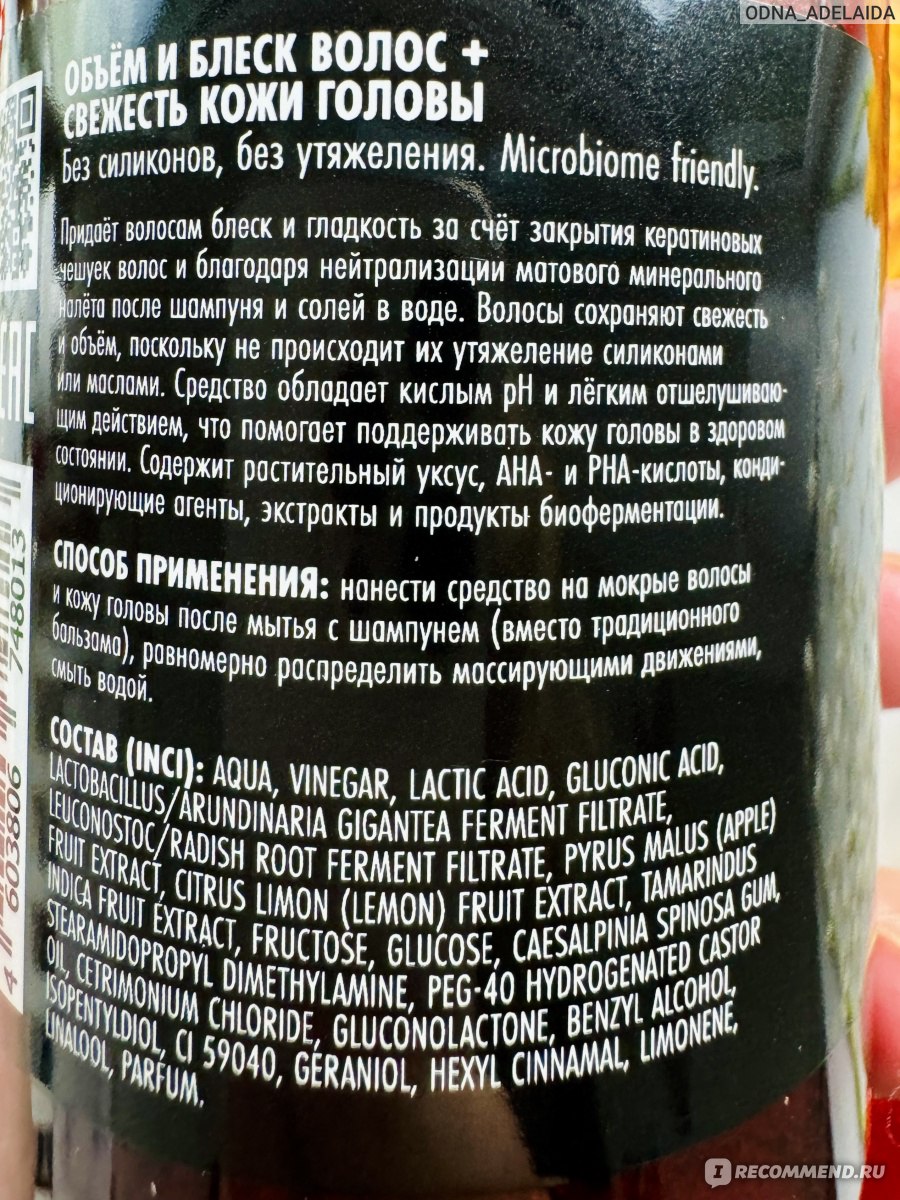 ODNA_ADELAIDA
ОБЪЁМ И БЛЕСК ВОЛОС +
СВЕЖЕСТЬ КОЖИ ГОЛОВЫ
Без силиконов, без утяжеления. Microbiome friendly.
Придаёт волосам блеск и гладкость за счёт закрытия кератиновых
чешуек волос и благодаря нейтрализации матового минерального
налёта после шампуня и солей в воде. Волосы сохраняют свежесть
и объём, поскольку не происходит их утяжеление силиконами
или маслами. Средство обладает кислым pH и лёгким отшелушиваю-
щим действием, что помогает поддерживать кожу головы в здоровом
состоянии. Содержит растительный уксус, AHA- и PHA-кислоты, конди-
ционирующие агенты, экстракты и продукты биоферментации.
СПОСОБ ПРИМЕНЕНИЯ: нанести средство на мокрые волосы
и кожу головы после мытья с шампунем (вместо традиционного
бальзама), равномерно распределить массирующими движениями,
смыть водой.
СОСТАВ (INCI): AQUA, VINEGAR, LACTIC ACID, GLUCONIC ACID,
LACTOBACILLUS/ARUNDINARIA GIGANTEA FERMENT FILTRATE,
LEUCONOSTOC/RADISH ROOT FERMENT FILTRATE, PYRUS MALUS (APPLE)
FRUIT EXTRACT, CITRUS LIMON (LEMON) FRUIT EXTRACT, TAMARINDUS
INDICA FRUIT EXTRACT, FRUCTOSE, GLUCOSE, CAESALPINIA SPINOSA GUM,
STEARAMIDOPROPYL DIMETHYLAMINE, PEG-40 HYDROGENATED CASTOR
OIL, CETRIMONIUM CHLORIDE, GLUCONOLACTONE, BENZYL ALCOHOL,
ISOPENTYLDIOL, CI 59040, GERANIOL, HEXYL CINNAMAL, LIMONENE,
LINALOOL, PARFUM.
EAC
4 603806 748013
IRECOMMEND.RU